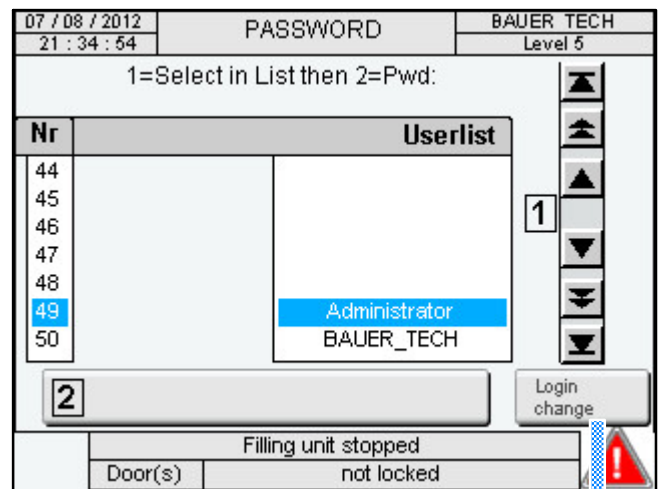 07 / 08 / 2012 PASSWORD BAUER TECH
21 : 34 : 54 Level 5
1=Select in List then 2=Pwd:
Nr Userlist
44
45
46
47
48
49 Administrator
50 BAUER_TECH
1
2
Login
change
Filling unit stopped
Door(s) not locked